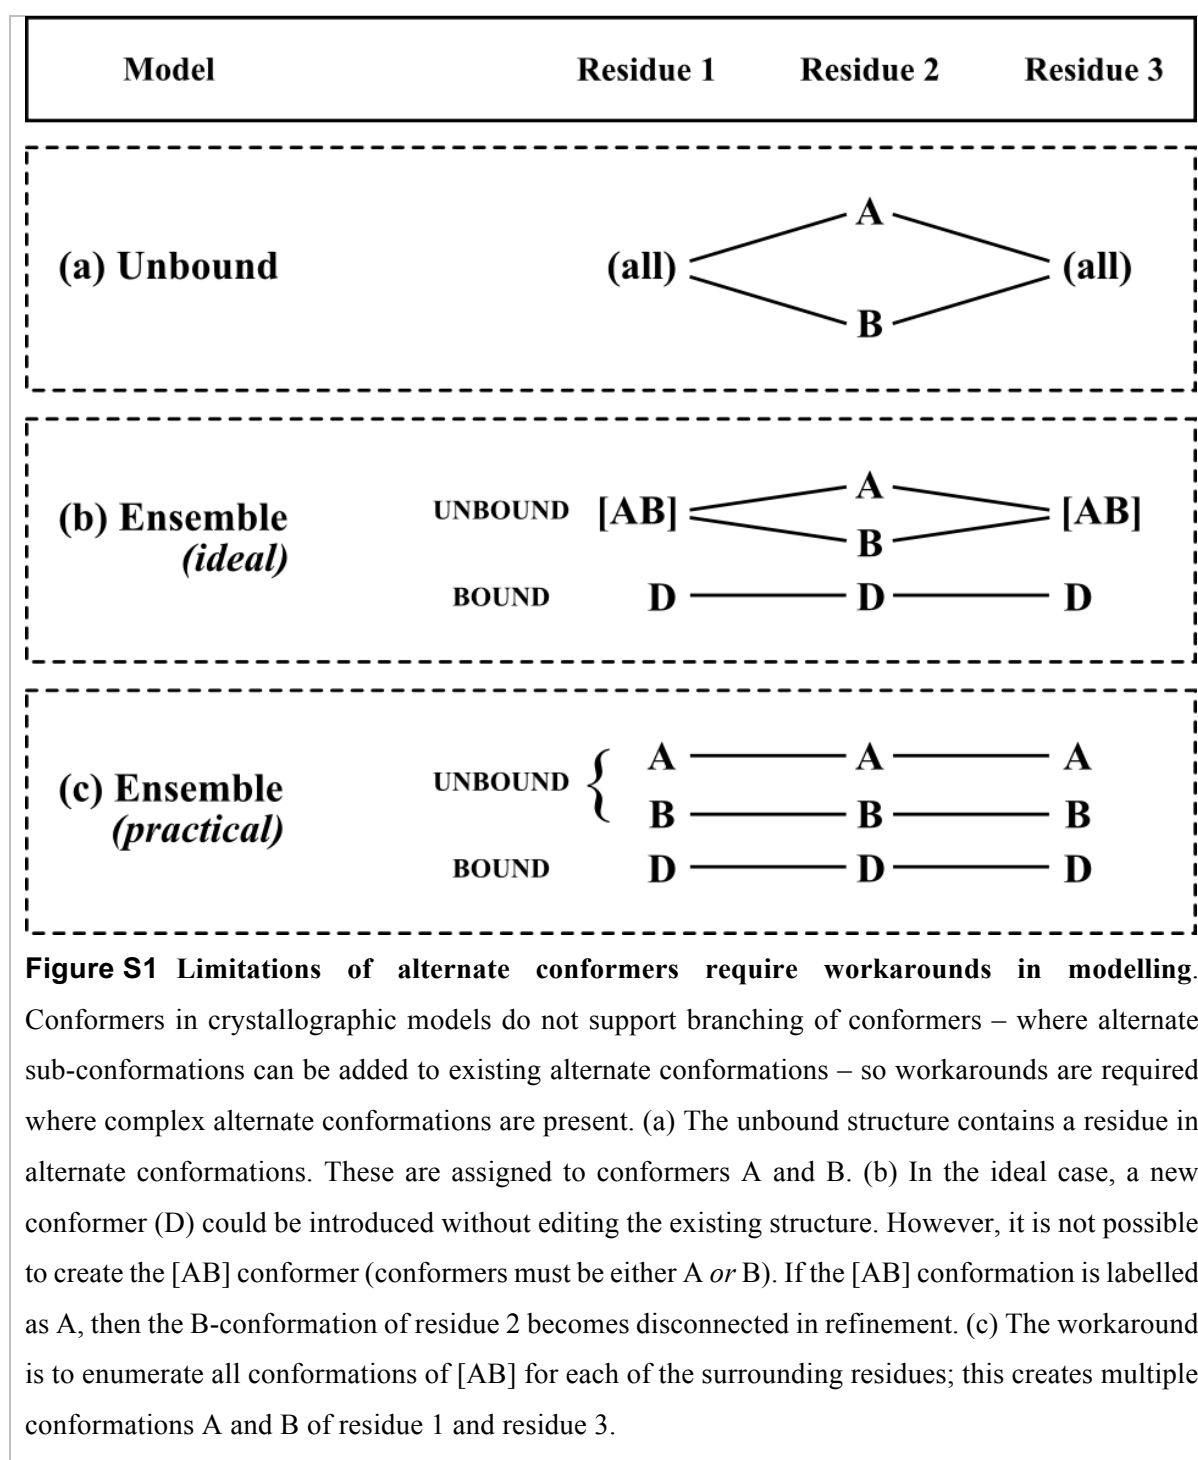 Model Residue 1 Residue 2 Residue 3
A
(a) Unbound (all) (all)
B
A
(b) Ensemble UNBOUND [AB] [AB]
(ideal) B
BOUND D D D
A A A
(c) Ensemble UNBOUND {
(practical) B B B
BOUND D D D
Figure S1 Limitations of alternate conformers require workarounds in modelling.
Conformers in crystallographic models do not support branching of conformers – where alternate
sub-conformations can be added to existing alternate conformations – so workarounds are required
where complex alternate conformations are present. (a) The unbound structure contains a residue in
alternate conformations. These are assigned to conformers A and B. (b) In the ideal case, a new
conformer (D) could be introduced without editing the existing structure. However, it is not possible
to create the [AB] conformer (conformers must be either A or B). If the [AB] conformation is labelled
as A, then the B-conformation of residue 2 becomes disconnected in refinement. (c) The workaround
is to enumerate all conformations of [AB] for each of the surrounding residues; this creates multiple
conformations A and B of residue 1 and residue 3.